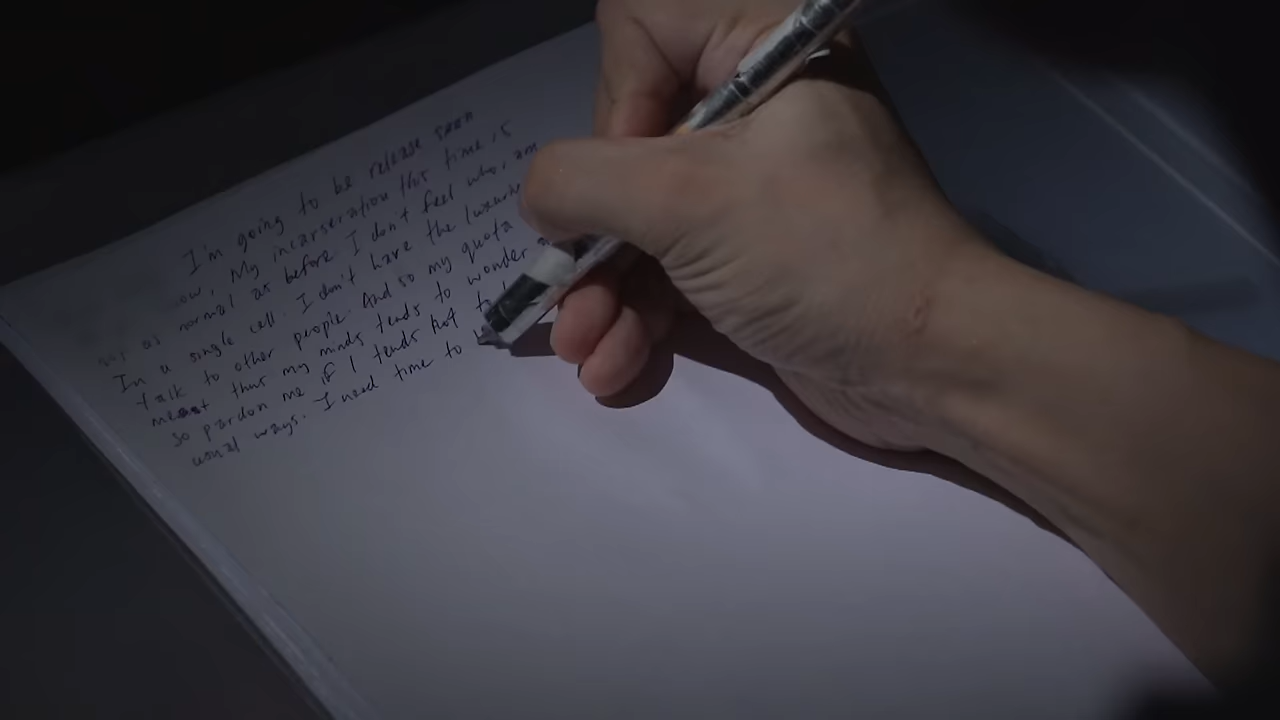 I'm going to be release soon
now, My incarseration this time, is
not as normal as before I don't feel who, am
In a single cell. I don't have the luxury
talk to other people. And so my quota
meant thus my minds tends to wonder a
so pardon me if I tends not to
usual ways. I need time to